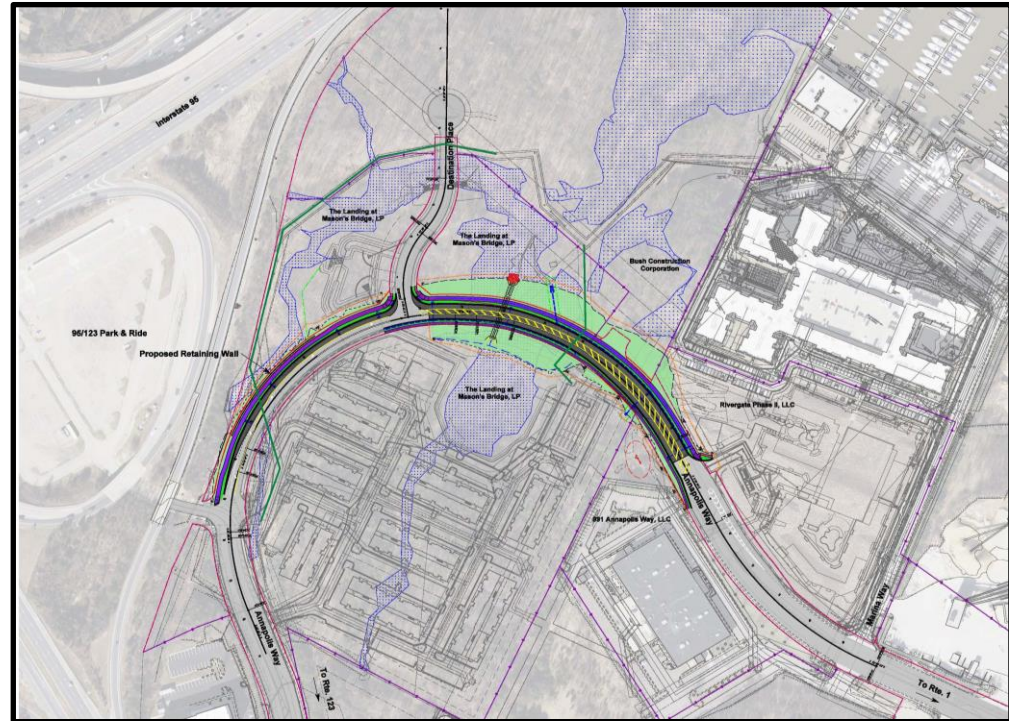 Interstate 95
Destination Place
The Landing at
Mason's Bridge, LP
The Landing at
Mason's Bridge, LP
Bush Construction
Corporation
95/123 Park & Ride
Proposed Retaining Wall
The Landing at
Mason's Bridge, LP
Rivergate Phase II, LLC
Annapolis Way
991 Annapolis Way, LLC
Marina Way
Annapolis Way
To Rte. 123
To Rte. 1